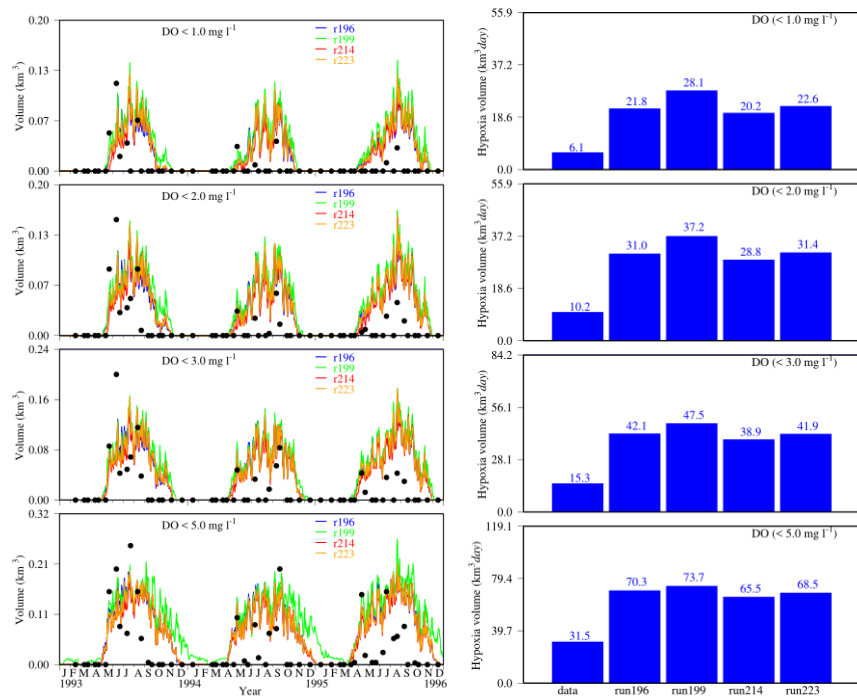 0.20
0.13
0.07
0.00
Volume (km³)
DO < 1.0 mg l⁻¹
r196
r199
r214
r223
55.9
37.2
18.6
0.0
Hypoxia volume (km³day)
DO (< 1.0 mg l⁻¹)
6.1
21.8
28.1
20.2
22.6
0.20
0.13
0.07
0.00
Volume (km³)
DO < 2.0 mg l⁻¹
r196
r199
r214
r223
55.9
37.2
18.6
0.0
Hypoxia volume (km³day)
DO (< 2.0 mg l⁻¹)
10.2
31.0
37.2
28.8
31.4
0.24
0.16
0.08
0.00
Volume (km³)
DO < 3.0 mg l⁻¹
r196
r199
r214
r223
84.2
56.1
28.1
0.0
Hypoxia volume (km³day)
DO (< 3.0 mg l⁻¹)
15.3
42.1
47.5
38.9
41.9
0.32
0.21
0.11
0.00
Volume (km³)
DO < 5.0 mg l⁻¹
r196
r199
r214
r223
J F M A M J J A S O N D J F M A M J J A S O N D J F M A M J J A S O N D
1993 1994 1995 1996
Year
119.1
79.4
39.7
0.0
Hypoxia volume (km³day)
DO (< 5.0 mg l⁻¹)
31.5
70.3
73.7
65.5
68.5
data run196 run199 run214 run223